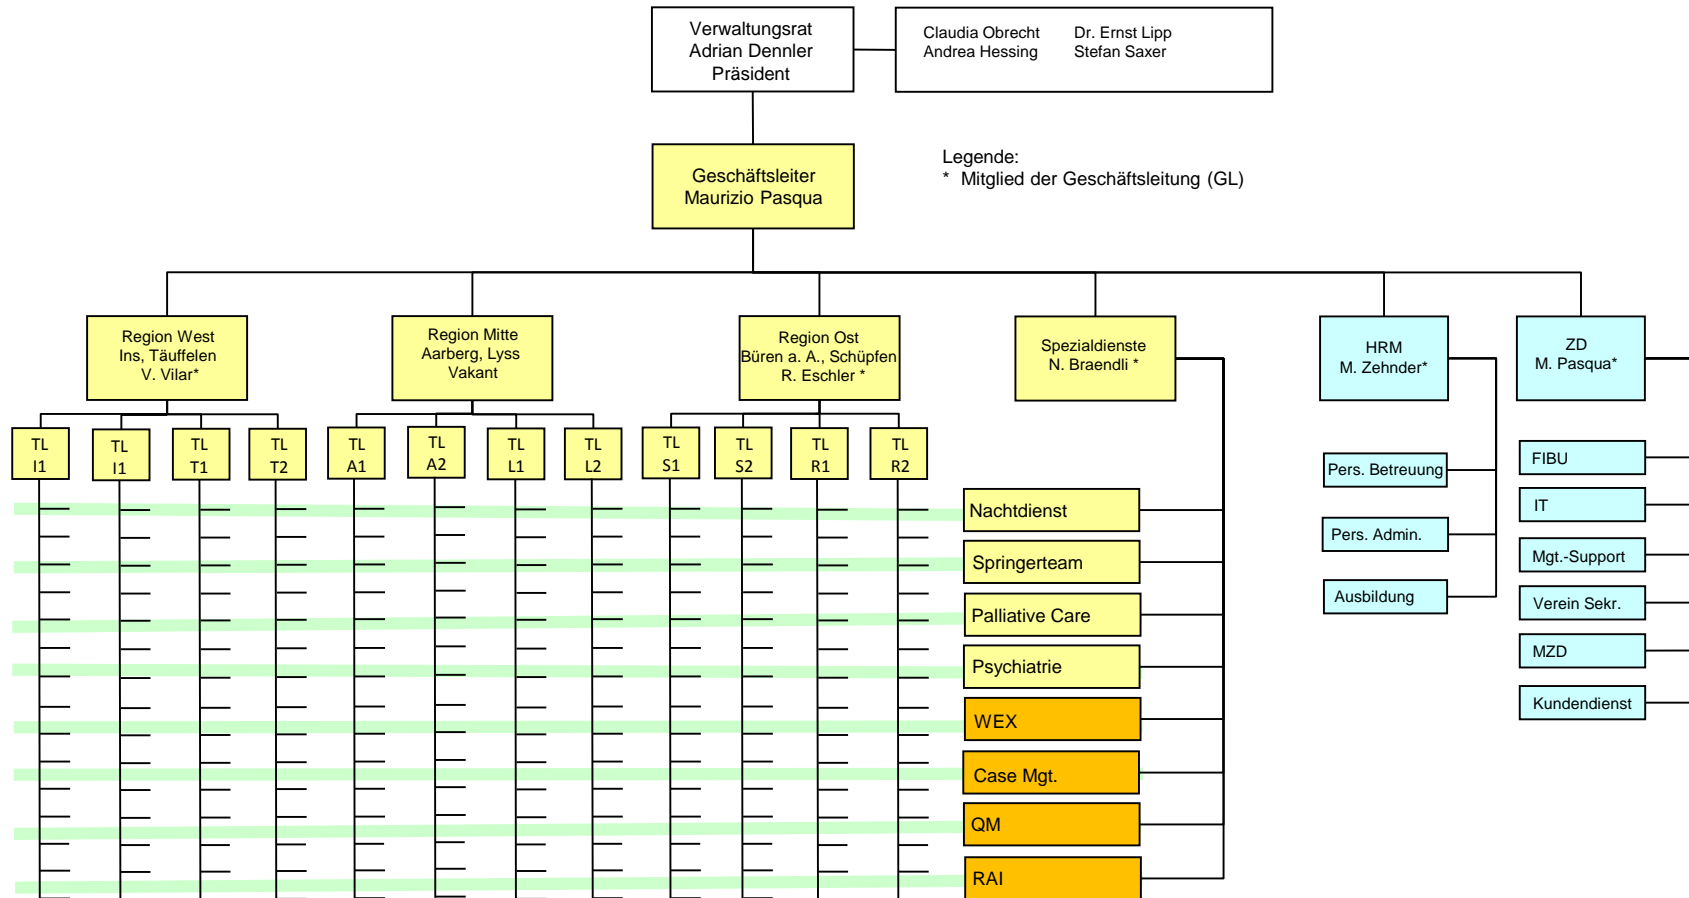 Verwaltungsrat
Adrian Dennler
Präsident
Claudia Obrecht Dr. Ernst Lipp
Andrea Hessing Stefan Saxer
Geschäftsleiter
Maurizio Pasqua
Legende:
* Mitglied der Geschäftsleitung (GL)
Region West
Ins, Täuffelen
V. Vilar*
Region Mitte
Aarberg, Lyss
Vakant
Region Ost
Büren a. A., Schüpfen
R. Eschler *
Spezialdienste
N. Braendli *
HRM
M. Zehnder*
ZD
M. Pasqua*
TL
I1
TL
I1
TL
T1
TL
T2
TL
A1
TL
A2
TL
L1
TL
L2
TL
S1
TL
S2
TL
R1
TL
R2
Nachtdienst
Springerteam
Palliative Care
Psychiatrie
WEX
Case Mgt.
QM
RAI
Pers. Betreuung
Pers. Admin.
Ausbildung
FIBU
IT
Mgt.-Support
Verein Sekr.
MZD
Kundendienst